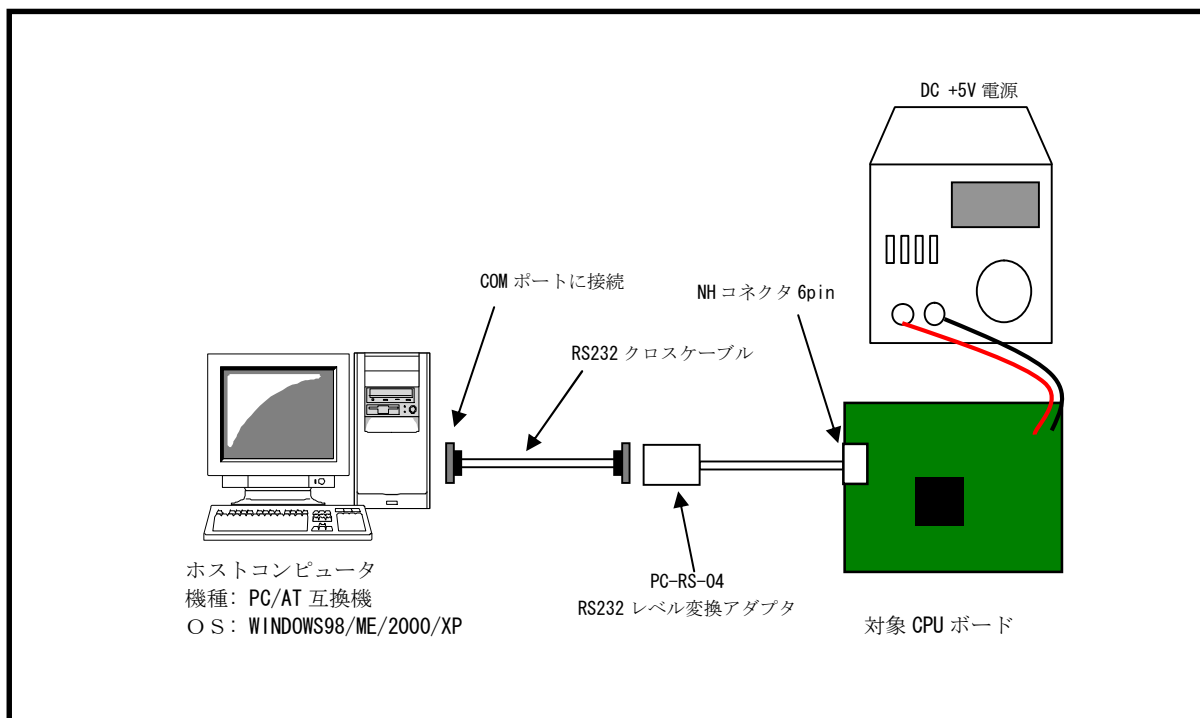 DC +5V 電源
COM ポートに接続
NH コネクタ 6pin
RS232 クロスケーブル
PC-RS-04
RS232 レベル変換アダプタ
ホストコンピュータ
機種: PC/AT 互換機
OS: WINDOWS98/ME/2000/XP
対象 CPU ボード